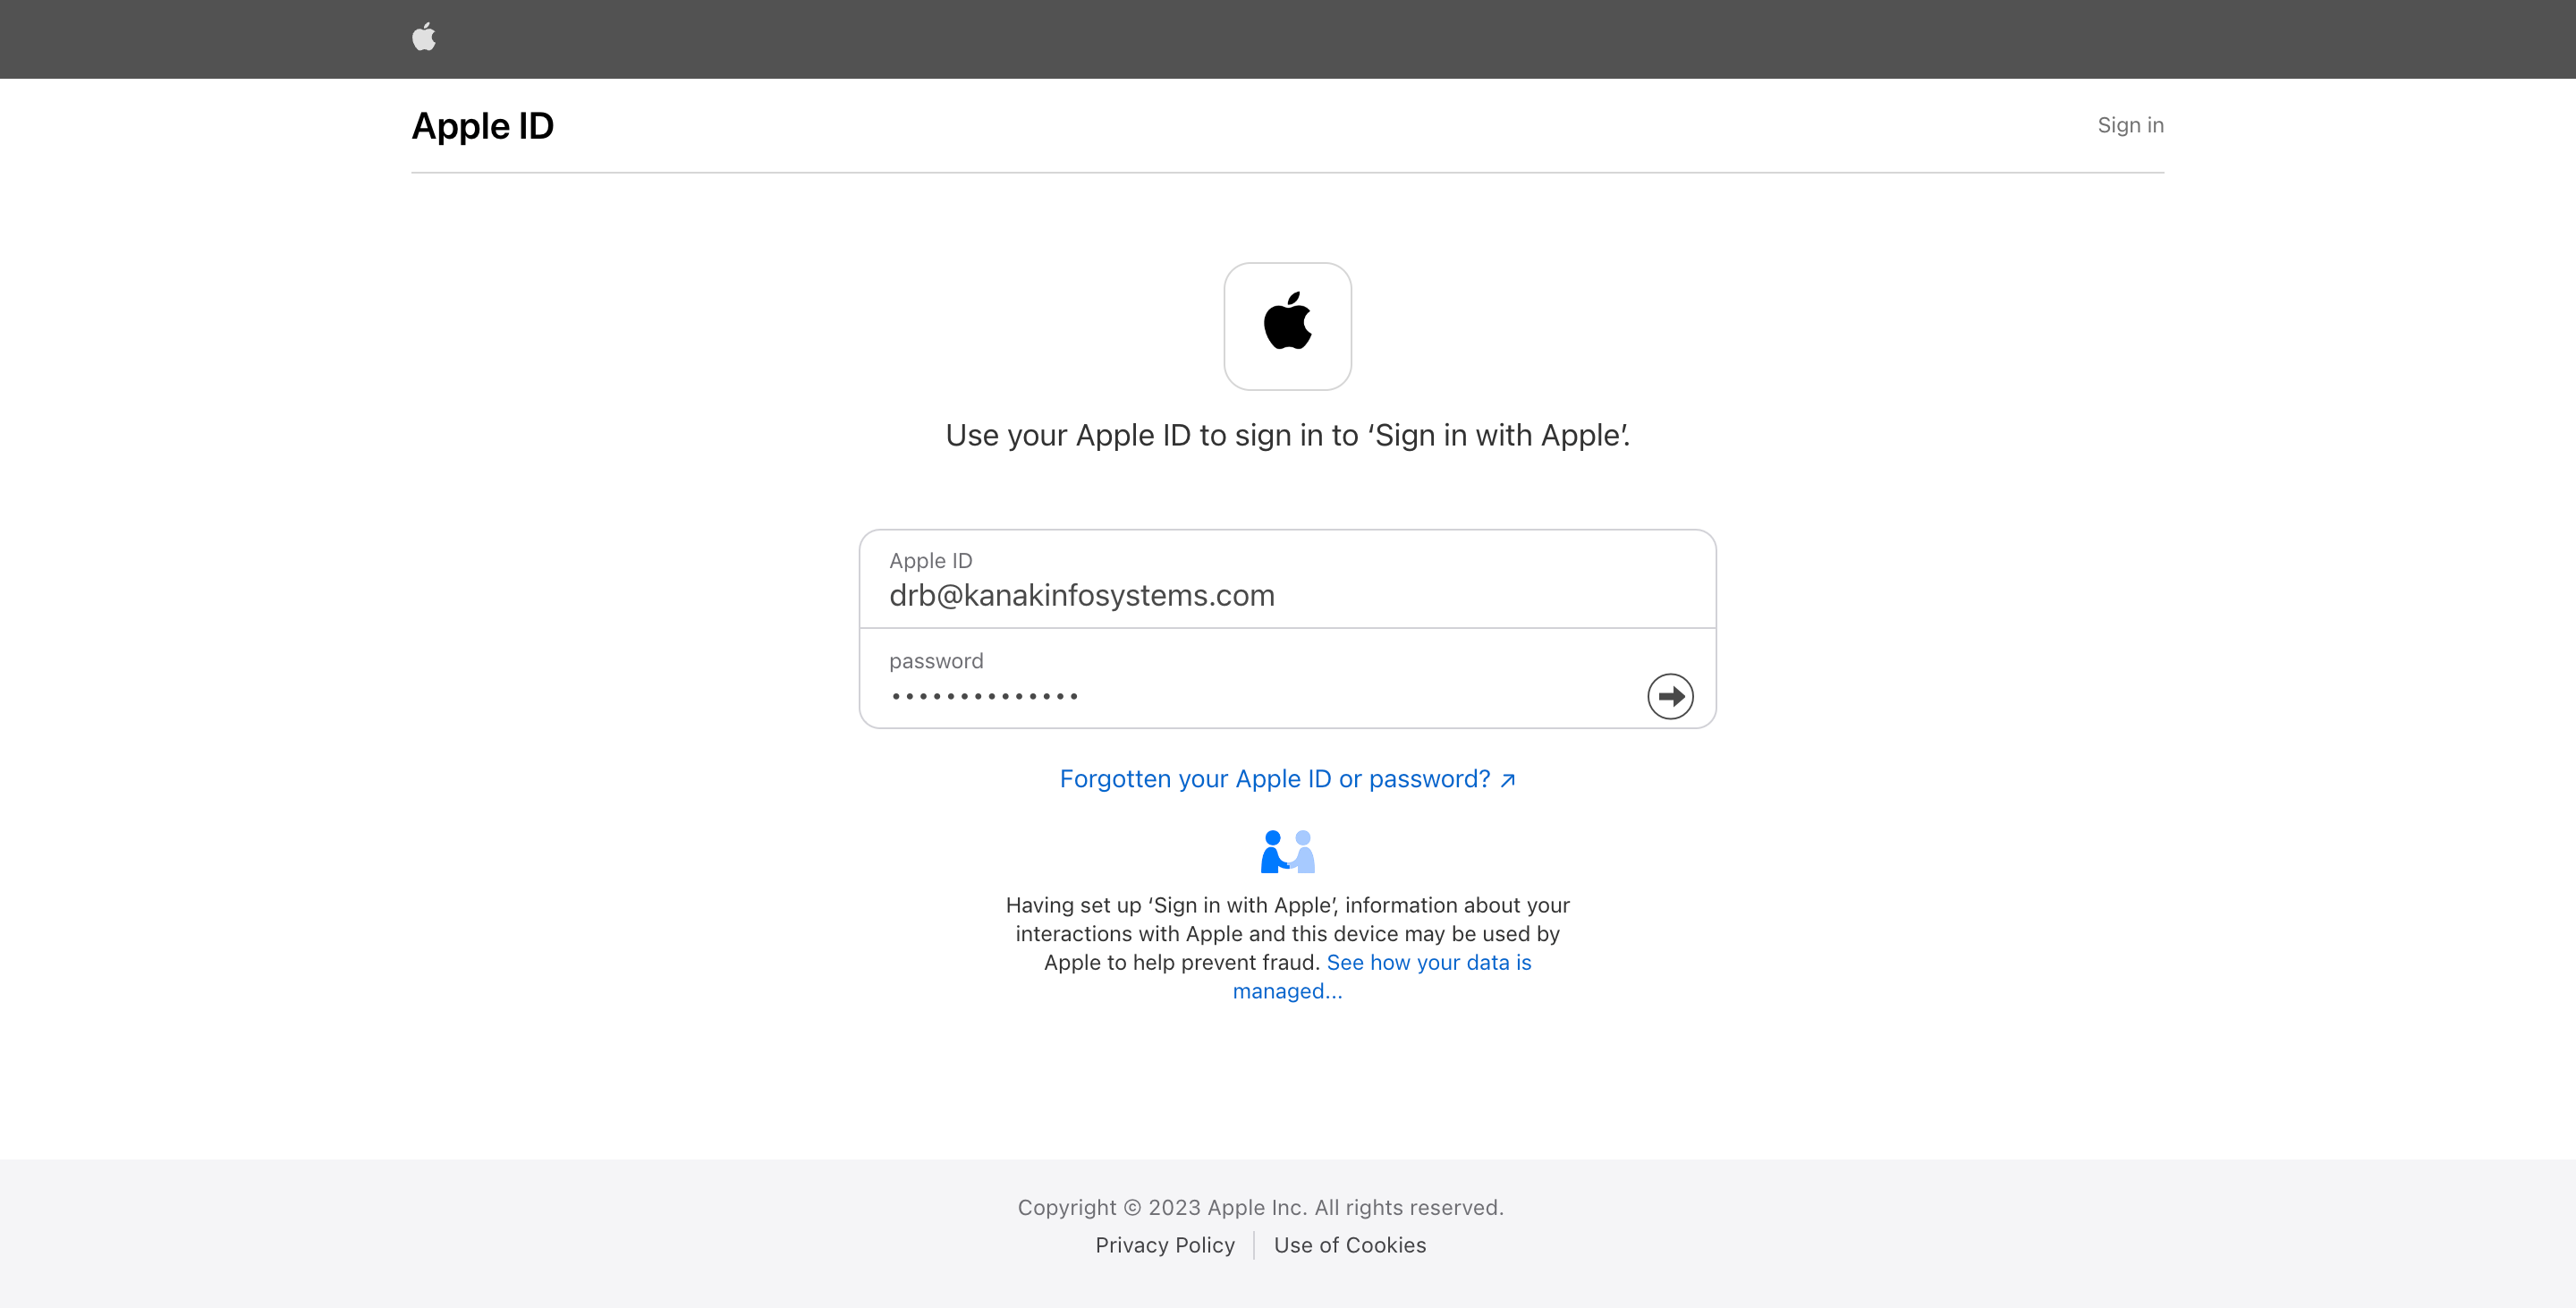 Apple ID
Sign in
Use your Apple ID to sign in to ‘Sign in with Apple’.
Apple ID
drb@kanakinfosystems.com
password
••••••••••••••
Forgotten your Apple ID or password? ↗
Having set up ‘Sign in with Apple’, information about your
interactions with Apple and this device may be used by
Apple to help prevent fraud. See how your data is
managed...
Copyright © 2023 Apple Inc. All rights reserved.
Privacy Policy | Use of Cookies